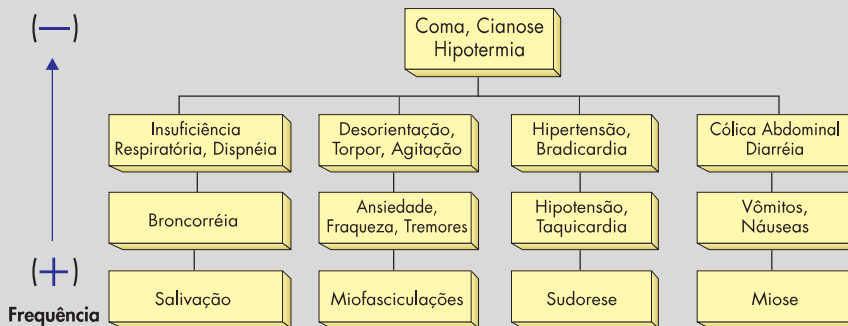 (—)
Coma, Cianose
Hipotermia
Insuficiência
Respiratória, Dispnéia
Desorientação,
Torpor, Agitação
Hipertensão,
Bradicardia
Cólica Abdominal
Diarréia
Broncorréia
Ansiedade,
Fraqueza, Tremores
Hipotensão,
Taquicardia
Vômitos,
Náuseas
(+)
Frequência
Salivação
Miofasciculações
Sudorese
Miose